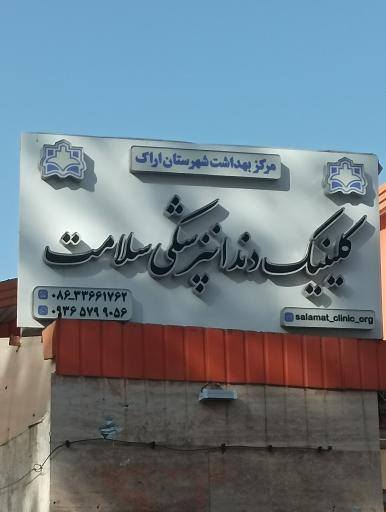 مرکز بهداشت شهرستان اراک
کلینیک دندانپزشکی سلامت
۰۸۶-۳۳۶۶۱۷۶۲
۰۹۳۶ ۵۷۹ ۹۰۵۶
salamat_clinic_org